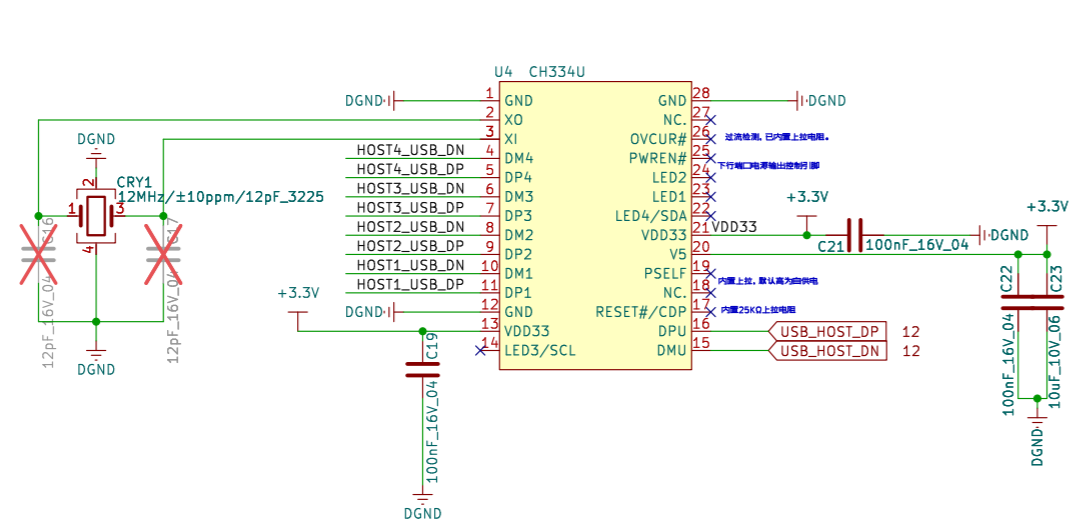 U4 CH334U
DGND
1 GND
2 XO
3 XI
HOST4_USB_DN 4 DM4
HOST4_USB_DP 5 DP4
HOST3_USB_DN 6 DM3
HOST3_USB_DP 7 DP3
HOST2_USB_DN 8 DM2
HOST2_USB_DP 9 DP2
HOST1_USB_DN 10 DM1
HOST1_USB_DP 11 DP1
DGND 12 GND
13 VDD33
14 LED3/SCL
GND 28 DGND
NC. 27
OVCUR# 26 过流检测, 已内置上拉电阻。
PWREN# 25 下行端口电源输出控制引脚
LED2 24
LED1 23
LED4/SDA 22
VDD33 21 VDD33
V5 20
PSELF 19 内置上拉, 默认高为自供电
NC. 18
RESET#/CDP 17 内置25KΩ上拉电阻
DPU 16 USB_HOST_DP 12
DMU 15 USB_HOST_DN 12
DGND
2
CRY1
12MHz/±10ppm/12pF_3225
1
3
4
C16
12pF_16V_04
C17
12pF_16V_04
DGND
+3.3V
C19
100nF_16V_04
DGND
+3.3V
C21 100nF_16V_04
DGND
+3.3V
C22
100nF_16V_04
C23
10uF_10V_06
DGND